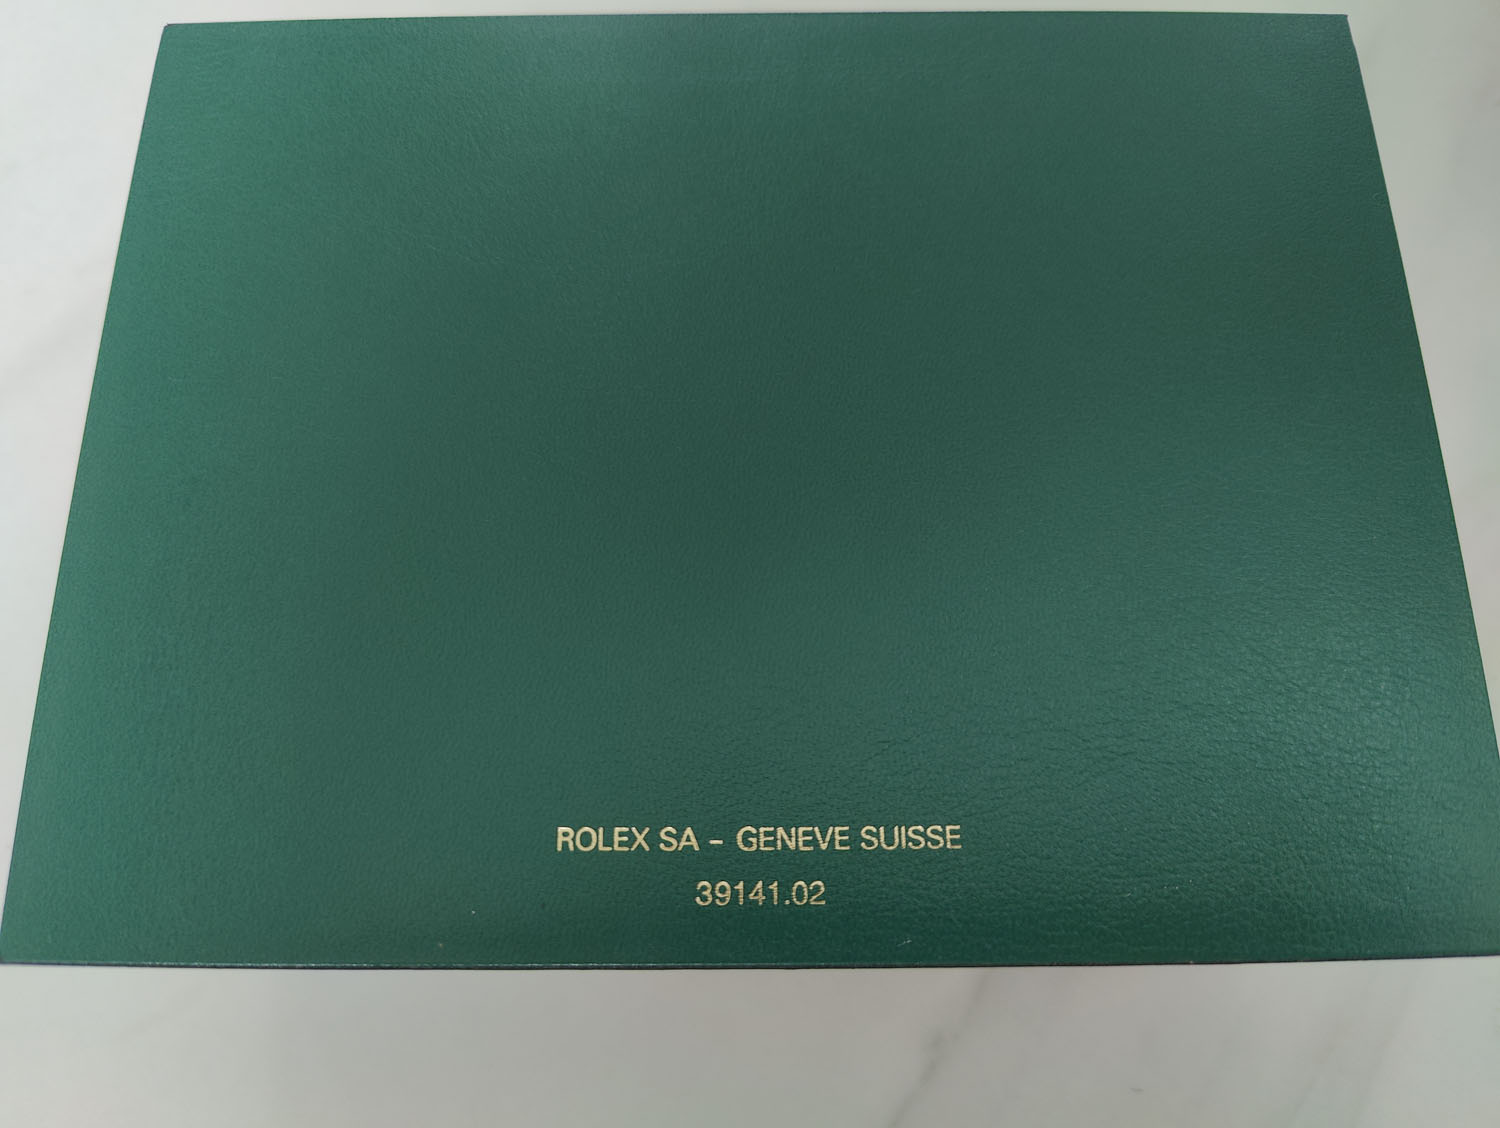 ROLEX SA - GENEVE SUISSE
39141.02